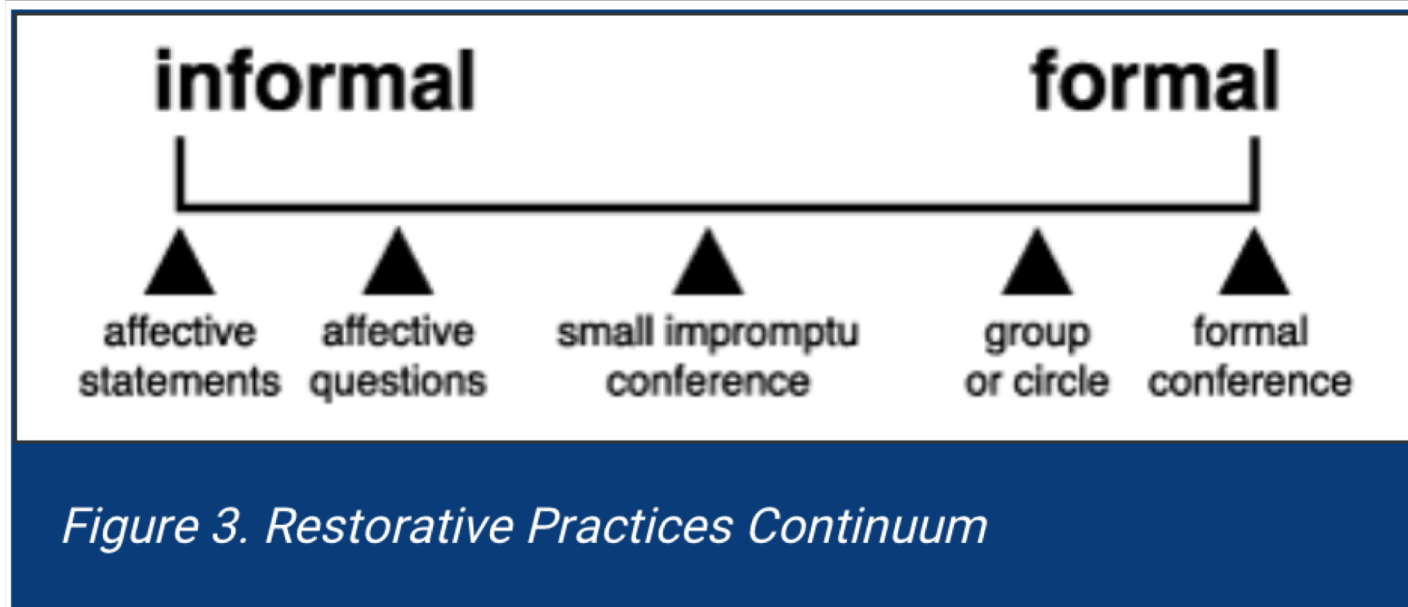 informal formal
affective statements
affective questions
small impromptu conference
group or circle
formal conference
Figure 3. Restorative Practices Continuum